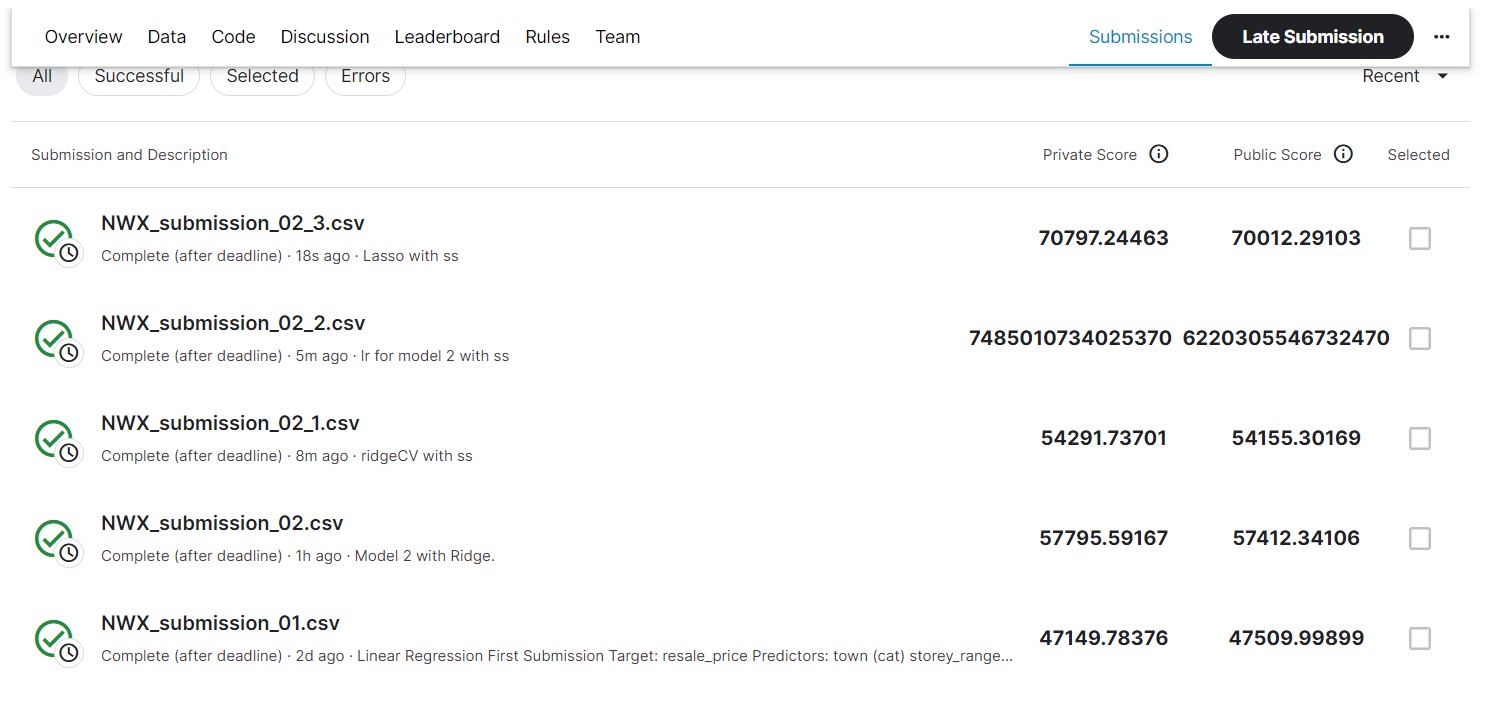 Overview Data Code Discussion Leaderboard Rules Team Submissions Late Submission
All Successful Selected Errors Recent
Submission and Description Private Score Public Score Selected
NWX_submission_02_3.csv
70797.24463 70012.29103
Complete (after deadline) · 18s ago · Lasso with ss
NWX_submission_02_2.csv
7485010734025370 6220305546732470
Complete (after deadline) · 5m ago · lr for model 2 with ss
NWX_submission_02_1.csv
54291.73701 54155.30169
Complete (after deadline) · 8m ago · ridgeCV with ss
NWX_submission_02.csv
57795.59167 57412.34106
Complete (after deadline) · 1h ago · Model 2 with Ridge.
NWX_submission_01.csv
47149.78376 47509.99899
Complete (after deadline) · 2d ago · Linear Regression First Submission Target: resale_price Predictors: town (cat) storey_range...